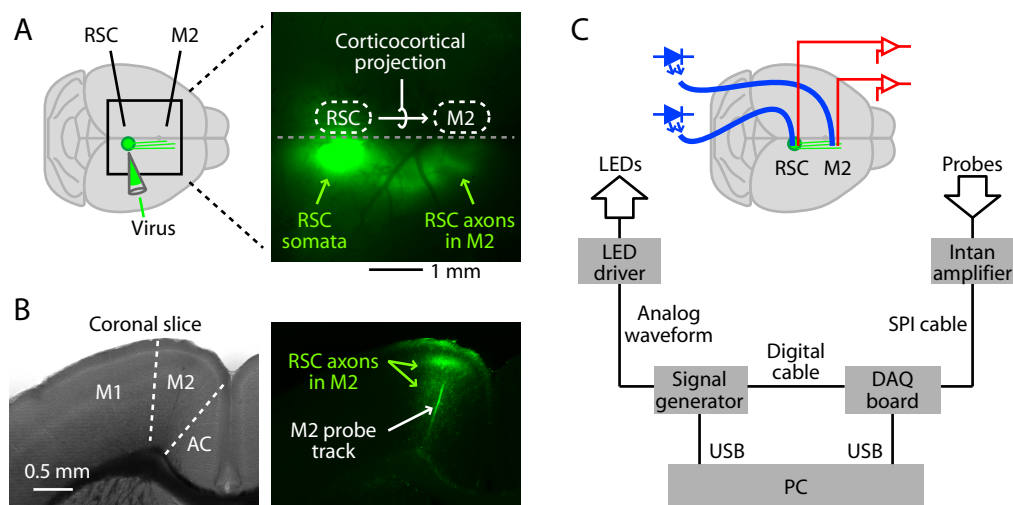 A
RSC
M2
Virus
Corticocortical
projection
RSC
M2
RSC
somata
RSC axons
in M2
1 mm
B
Coronal slice
M1
M2
AC
0.5 mm
RSC axons
in M2
M2 probe
track
C
RSC
M2
LEDs
Probes
LED
driver
Intan
amplifier
Analog
waveform
SPI cable
Digital
cable
Signal
generator
DAQ
board
USB
USB
PC